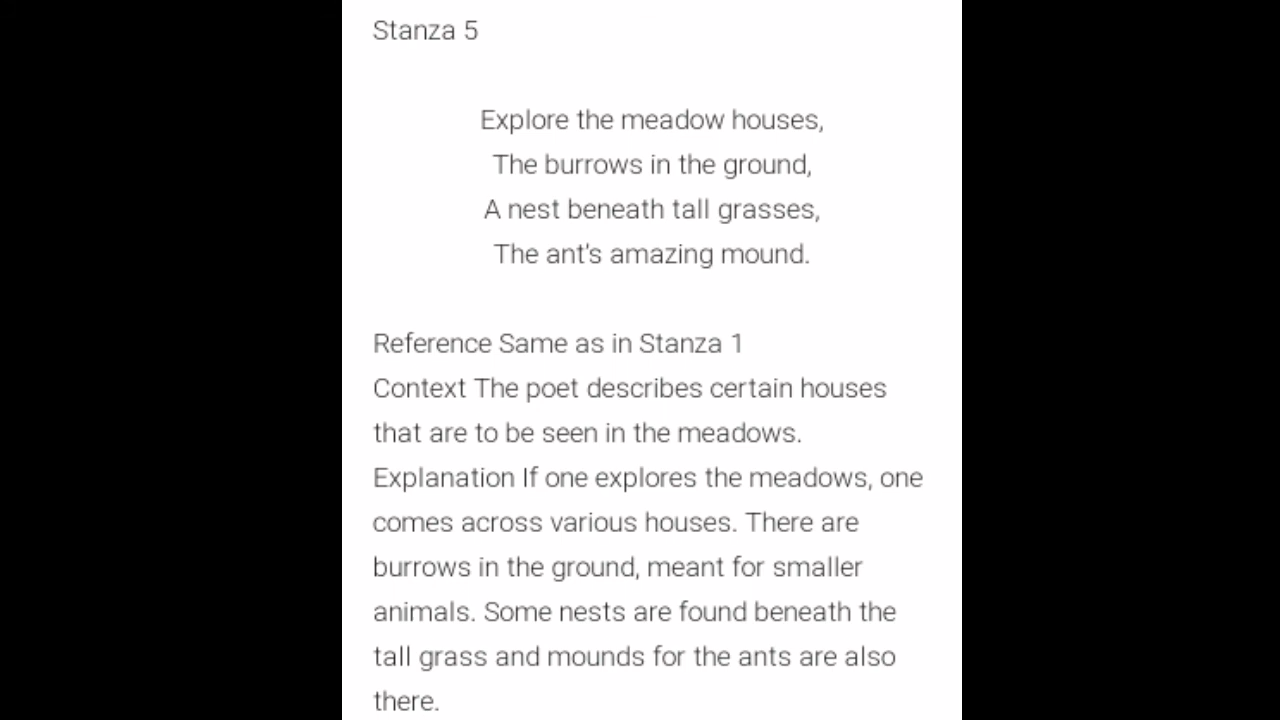 Stanza 5
Explore the meadow houses,
The burrows in the ground,
A nest beneath tall grasses,
The ant's amazing mound.
Reference Same as in Stanza 1
Context The poet describes certain houses
that are to be seen in the meadows.
Explanation If one explores the meadows, one
comes across various houses. There are
burrows in the ground, meant for smaller
animals. Some nests are found beneath the
tall grass and mounds for the ants are also
there.